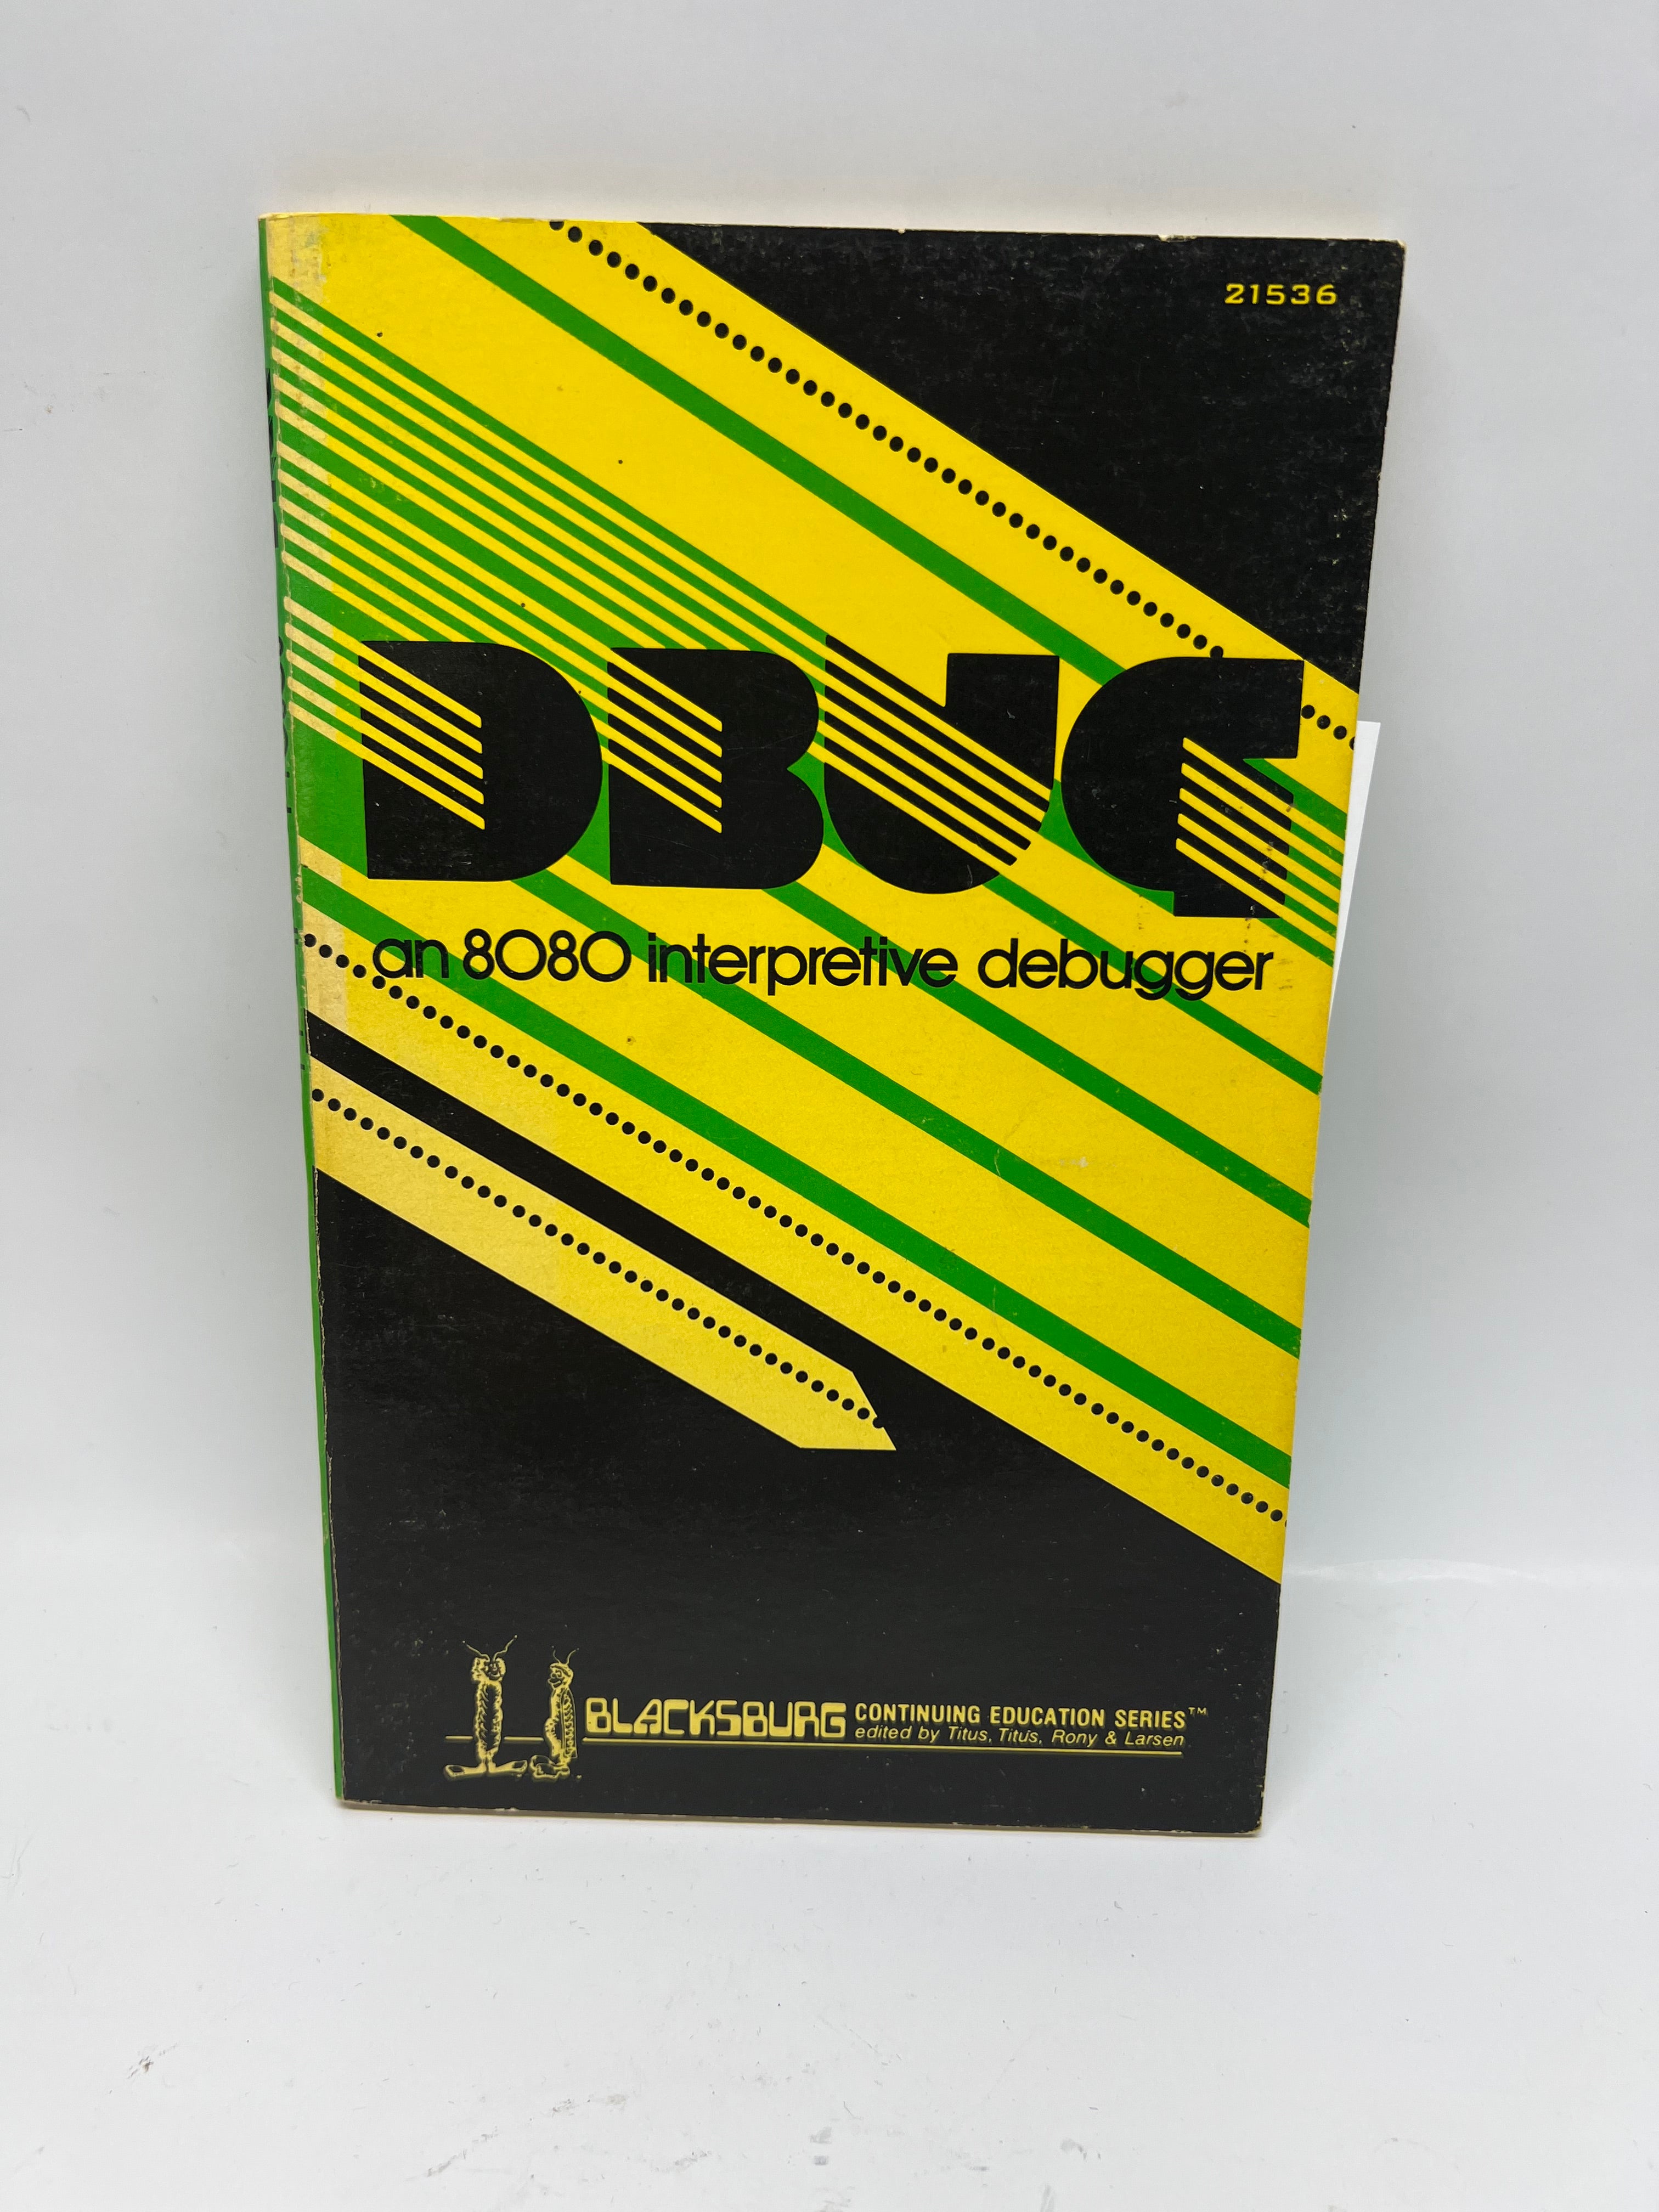 21536
DBUG
an 8080 interpretive debugger
BLACKSBURG CONTINUING EDUCATION SERIES™
edited by Titus, Titus, Rony & Larsen